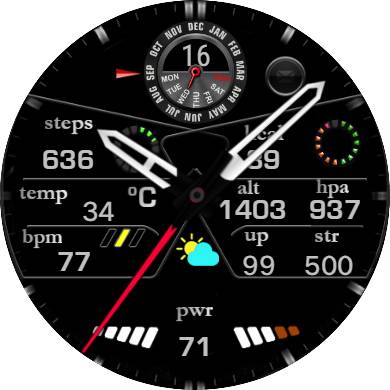 NOV DEC JAN FEB MAR APR MAY JUN JUL AUG SEP OCT
16
MON TUE WED THU FRI SAT
steps
636 89
temp °C alt hpa
34 1403 937
bpm up str
77 99 500
pwr
71